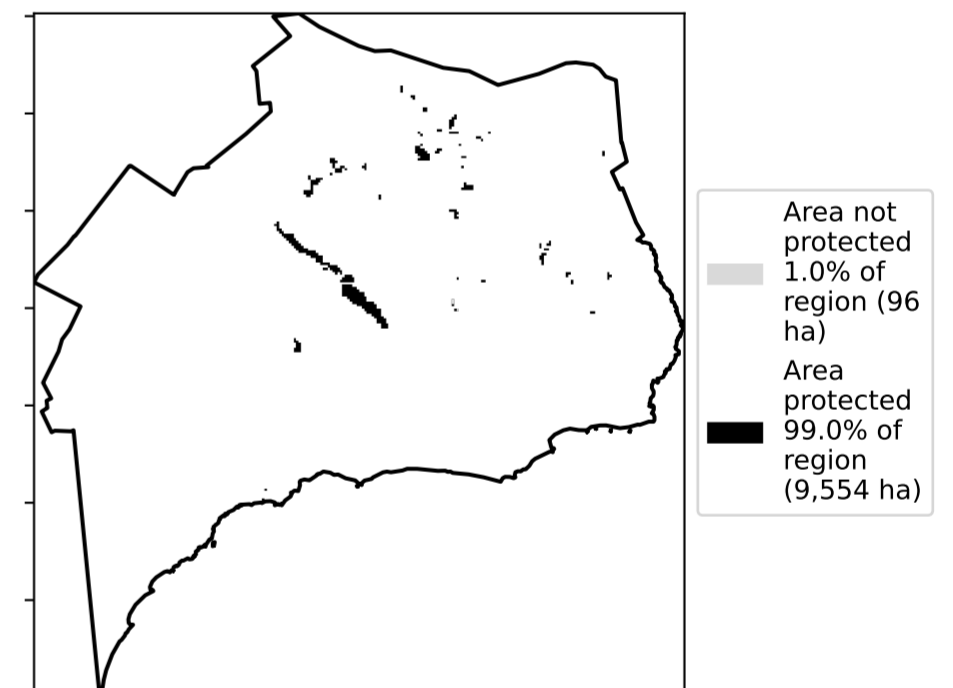 Area not
protected
1.0% of
region (96
ha)
Area
protected
99.0% of
region
(9,554 ha)